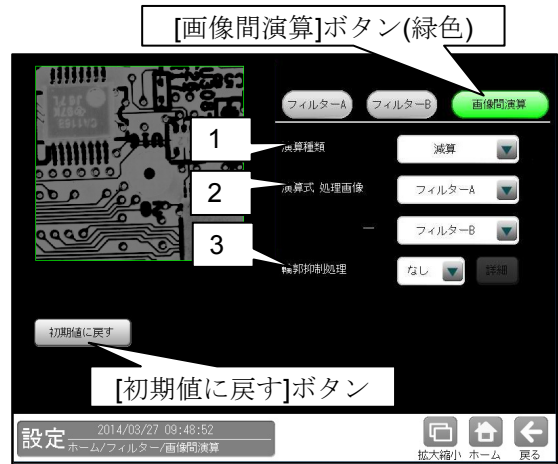 [画像間演算]ボタン(緑色)
フィルターA
フィルターB
画像間演算
1
演算種類
減算
2
演算式 処理画像
フィルターA
－
フィルターB
3
輪郭抑制処理
なし
詳細
初期値に戻す
[初期値に戻す]ボタン
設定
2014/03/27 09:48:52
ホーム/フィルター/画像間演算
拡大縮小
ホーム
戻る